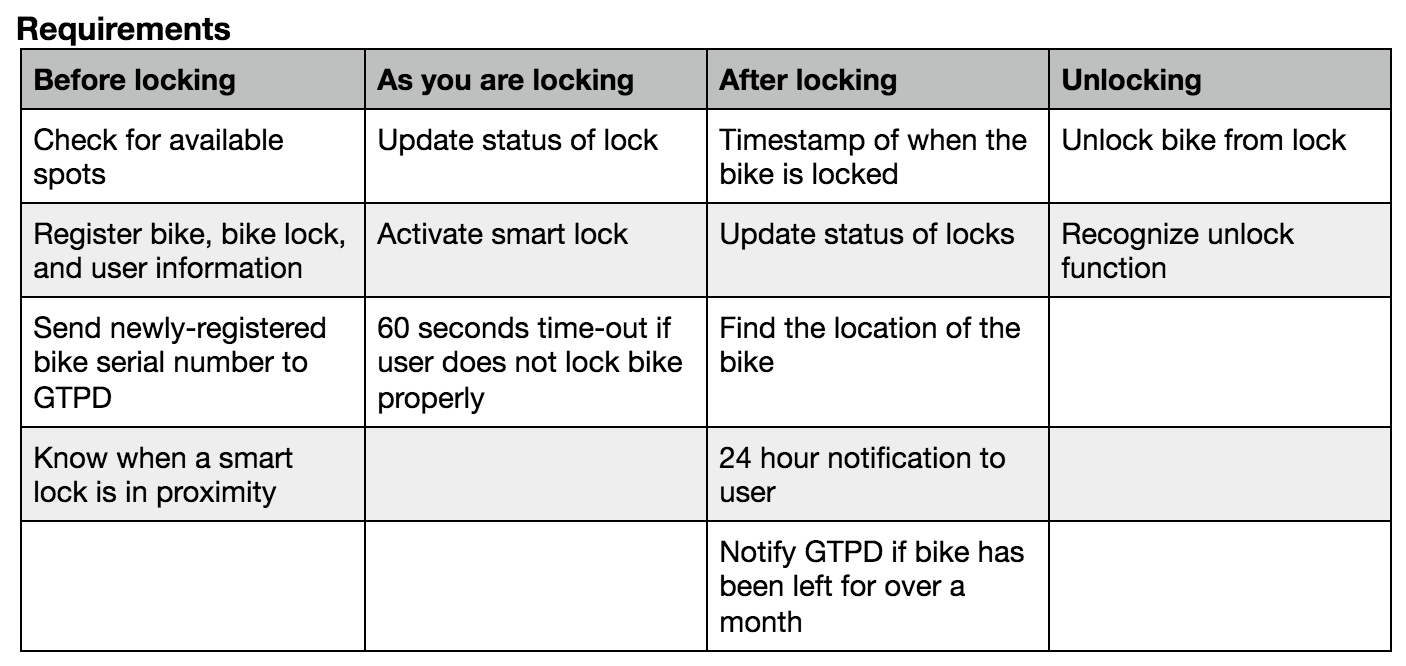 Requirements
Before locking
As you are locking
After locking
Unlocking
Check for available
spots
Update status of lock
Timestamp of when the
bike is locked
Unlock bike from lock
Register bike, bike lock,
and user information
Activate smart lock
Update status of locks
Recognize unlock
function
Send newly-registered
bike serial number to
GTPD
60 seconds time-out if
user does not lock bike
properly
Find the location of the
bike
Know when a smart
lock is in proximity
24 hour notification to
user
Notify GTPD if bike has
been left for over a
month